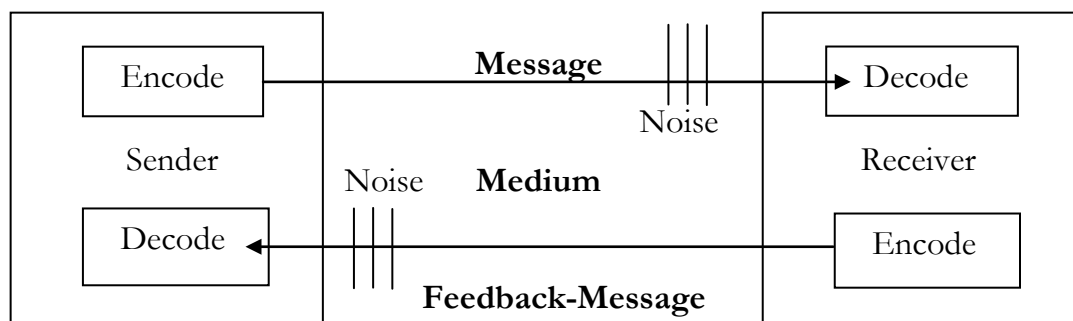 Encode
Message
Decode
Noise
Sender
Receiver
Noise
Medium
Decode
Encode
Feedback-Message